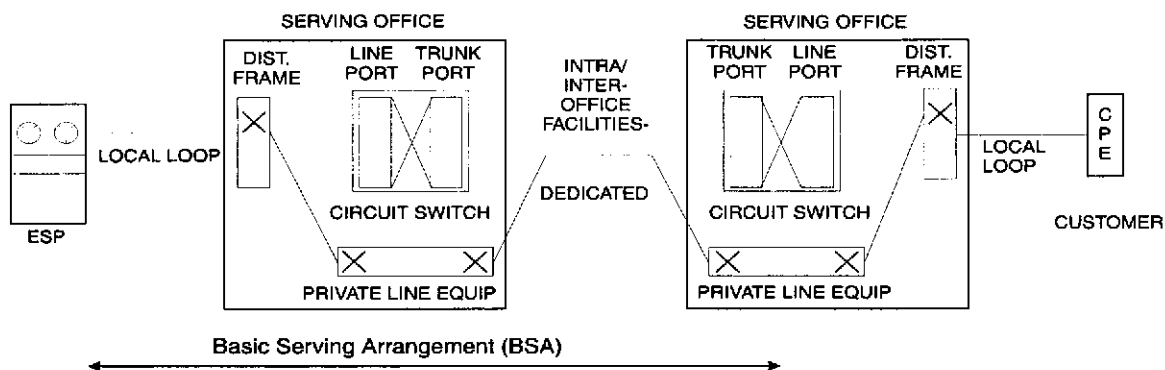 SERVING OFFICE
DIST.
FRAME
LINE
PORT
TRUNK
PORT
CIRCUIT SWITCH
PRIVATE LINE EQUIP
ESP
LOCAL LOOP
INTRA/
INTER-
OFFICE
FACILITIES-
DEDICATED
SERVING OFFICE
TRUNK
PORT
LINE
PORT
DIST.
FRAME
CIRCUIT SWITCH
PRIVATE LINE EQUIP
LOCAL
LOOP
C
P
E
CUSTOMER
Basic Serving Arrangement (BSA)